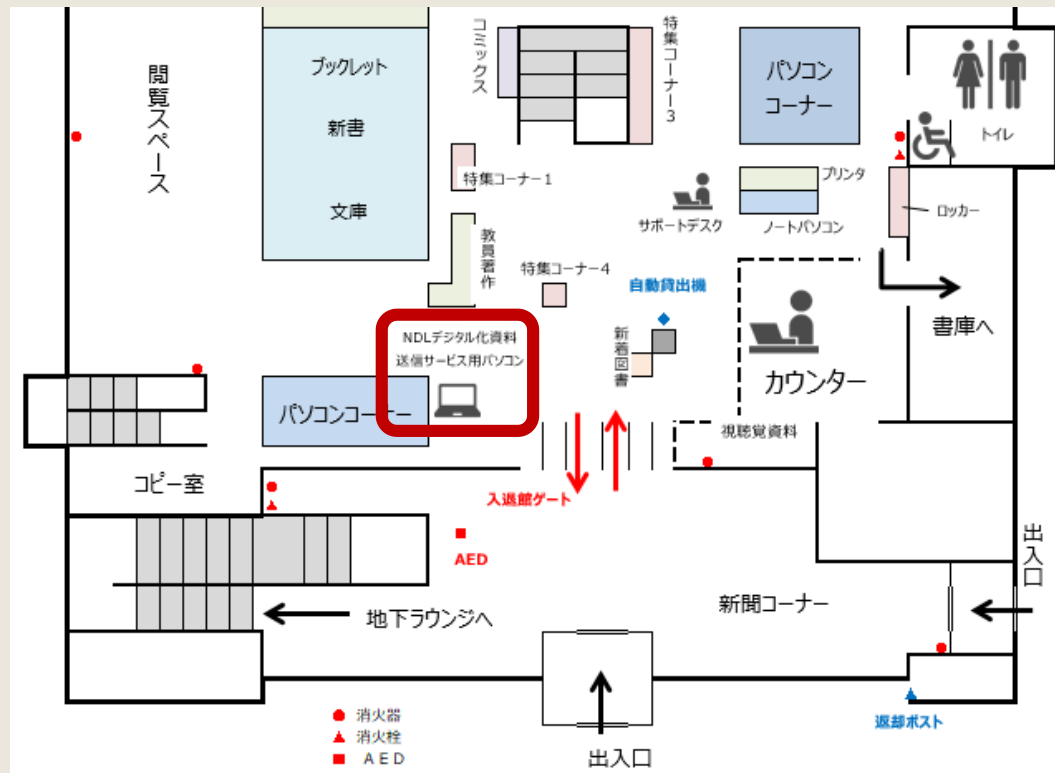 閲覧スペース
ブックレット
新書
文庫
コミックス
特集コーナー3
パソコン
コーナー
トイレ
特集コーナー1
プリンタ
サポートデスク
ノートパソコン
ロッカー
教員著作
特集コーナー4
自動貸出機
書庫へ
NDLデジタル化資料
送信サービス用パソコン
新着図書
カウンター
パソコンコーナー
視聴覚資料
コピー室
入退館ゲート
AED
出入口
新聞コーナー
地下ラウンジへ
返却ポスト
消火器
消火栓
ＡＥＤ
出入口